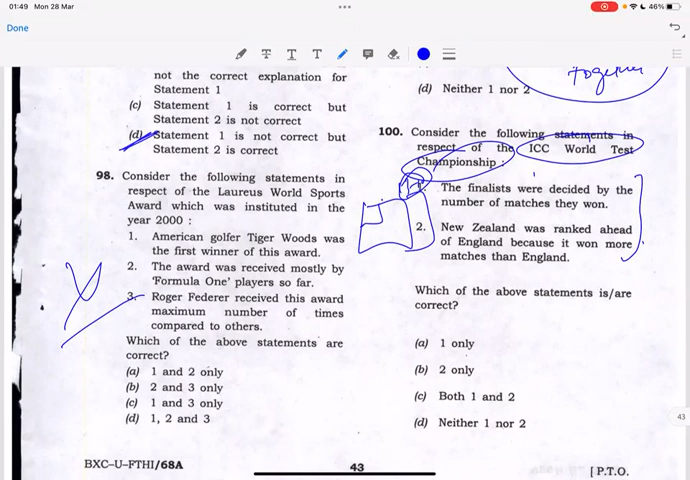 01:49 Mon 28 Mar
46%
Done
not the correct explanation for
Statement 1
(c) Statement 1 is correct but
Statement 2 is not correct
(d) Statement 1 is not correct but
Statement 2 is correct
98. Consider the following statements in
respect of the Laureus World Sports
Award which was instituted in the
year 2000 :
1. American golfer Tiger Woods was
the first winner of this award.
2. The award was received mostly by
'Formula One' players so far.
3. Roger Federer received this award
maximum number of times
compared to others.
Which of the above statements are
correct?
(a) 1 and 2 only
(b) 2 and 3 only
(c) 1 and 3 only
(d) 1, 2 and 3
together
(d) Neither 1 nor 2
100. Consider the following statements in
respect of the ICC World Test
Championship :
The finalists were decided by the
number of matches they won.
2. New Zealand was ranked ahead
of England because it won more
matches than England.
Which of the above statements is/are
correct?
(a) 1 only
(b) 2 only
(c) Both 1 and 2
(d) Neither 1 nor 2
43
BXC-U-FTHI/68A
43
[ P.T.O.